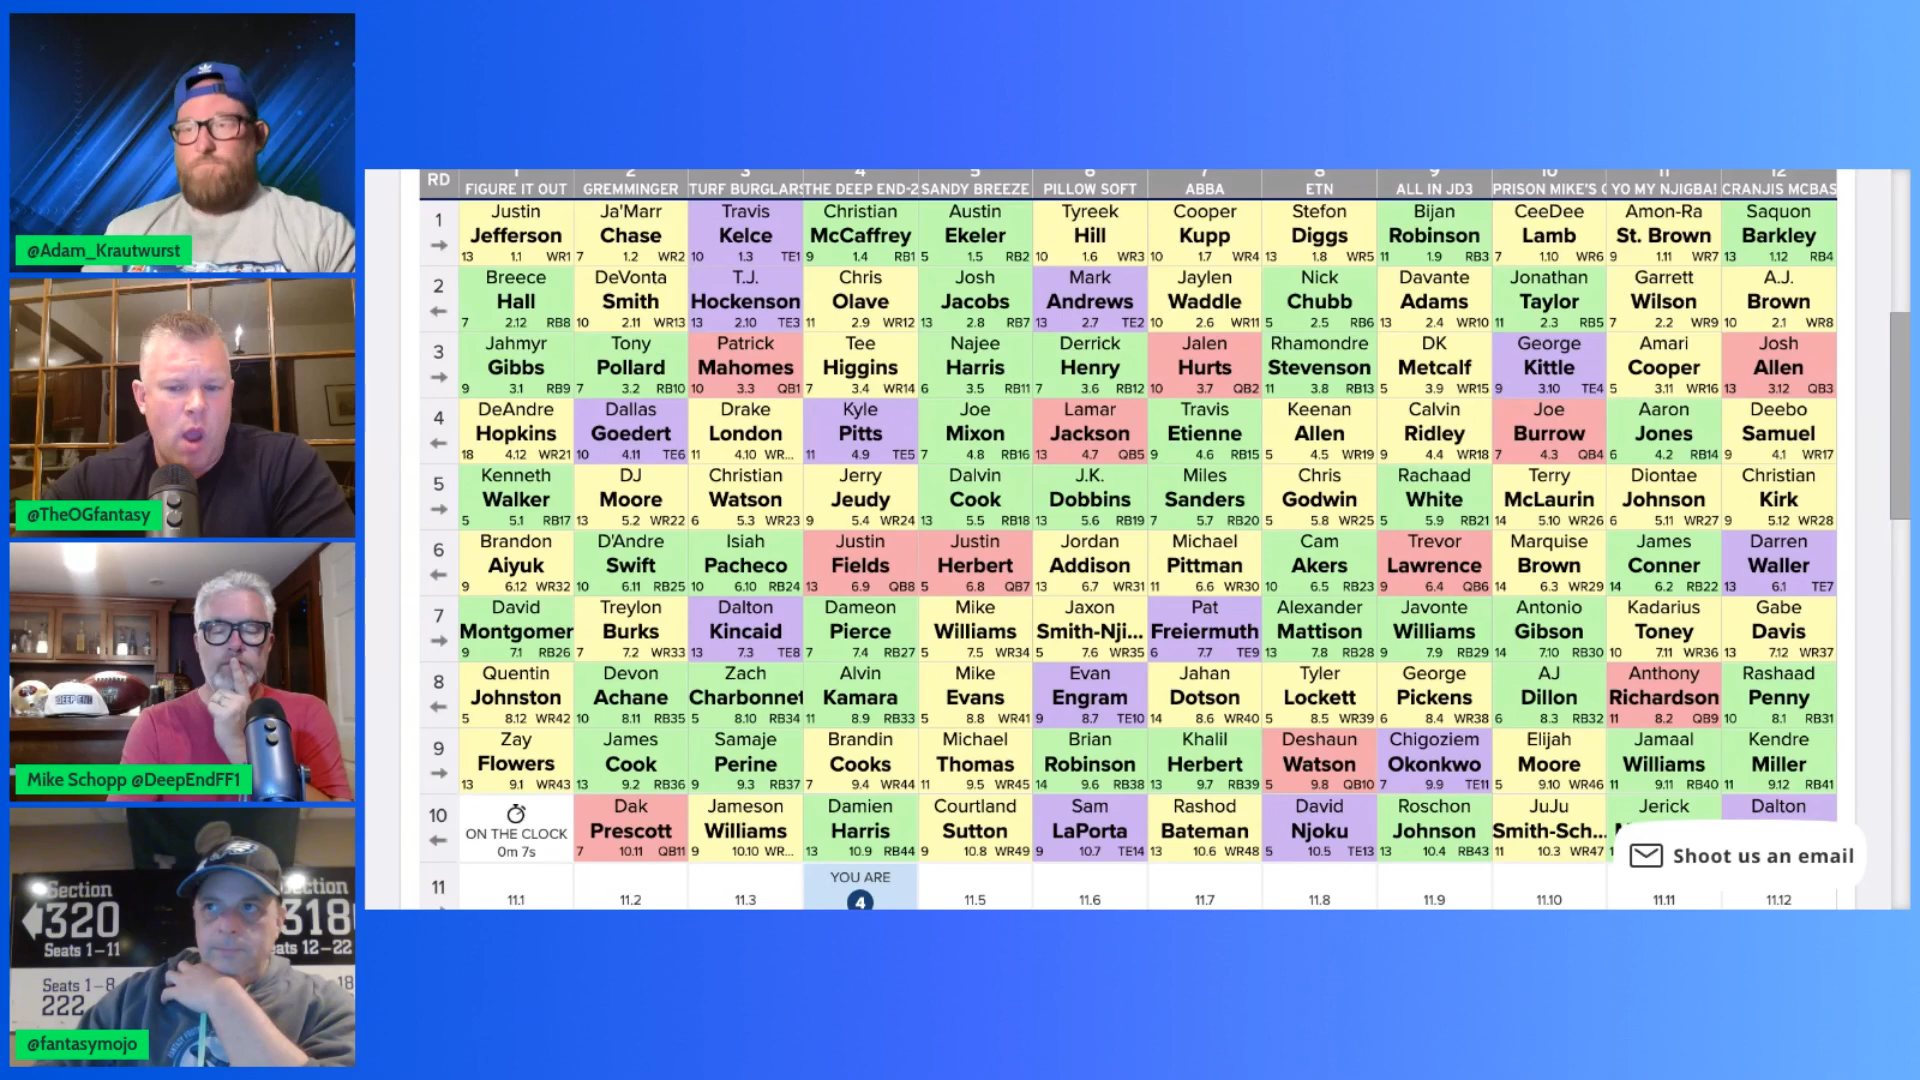 @Adam_Krautwurst
@TheOGfantasy
DEEP END
Mike Schopp @DeepEndFF1
Section
320
Seats 1-11
Section
318
Seats 12-22
Seats 1-8
222
18
@fantasymojo
RD 1 2 3 4 5 6 7 8 9 10 11 12
FIGURE IT OUT GREMMINGER TURF BURGLARS THE DEEP END-2 SANDY BREEZE PILLOW SOFT ABBA ETN ALL IN JD3 PRISON MIKE'S YO MY NJIGBA! CRANJIS MCBAS
1 Justin Ja'Marr Travis Christian Austin Tyreek Cooper Stefon Bijan CeeDee Amon-Ra Saquon
Jefferson Chase Kelce McCaffrey Ekeler Hill Kupp Diggs Robinson Lamb St. Brown Barkley
13 1.1 WR1 7 1.2 WR2 10 1.3 TE1 9 1.4 RB1 5 1.5 RB2 10 1.6 WR3 10 1.7 WR4 13 1.8 WR5 11 1.9 RB3 7 1.10 WR6 9 1.11 WR7 13 1.12 RB4
2 Breece DeVonta T.J. Chris Josh Mark Jaylen Nick Davante Jonathan Garrett A.J.
Hall Smith Hockenson Olave Jacobs Andrews Waddle Chubb Adams Taylor Wilson Brown
7 2.12 RB8 10 2.11 WR13 13 2.10 TE3 11 2.9 WR12 13 2.8 RB7 13 2.7 TE2 10 2.6 WR11 5 2.5 RB6 13 2.4 WR10 11 2.3 RB5 7 2.2 WR9 10 2.1 WR8
3 Jahmyr Tony Patrick Tee Najee Derrick Jalen Rhamondre DK George Amari Josh
Gibbs Pollard Mahomes Higgins Harris Henry Hurts Stevenson Metcalf Kittle Cooper Allen
9 3.1 RB9 7 3.2 RB10 10 3.3 QB1 7 3.4 WR14 6 3.5 RB11 7 3.6 RB12 10 3.7 QB2 11 3.8 RB13 5 3.9 WR15 9 3.10 TE4 5 3.11 WR16 13 3.12 QB3
4 DeAndre Dallas Drake Kyle Joe Lamar Travis Keenan Calvin Joe Aaron Deebo
Hopkins Goedert London Pitts Mixon Jackson Etienne Allen Ridley Burrow Jones Samuel
18 4.12 WR21 10 4.11 TE6 11 4.10 WR... 11 4.9 TE5 7 4.8 RB16 13 4.7 QB5 9 4.6 RB15 5 4.5 WR19 9 4.4 WR18 7 4.3 QB4 6 4.2 RB14 9 4.1 WR17
5 Kenneth DJ Christian Jerry Dalvin J.K. Miles Chris Rachaad Terry Diontae Christian
Walker Moore Watson Jeudy Cook Dobbins Sanders Godwin White McLaurin Johnson Kirk
5 5.1 RB17 13 5.2 WR22 6 5.3 WR23 9 5.4 WR24 13 5.5 RB18 13 5.6 RB19 7 5.7 RB20 5 5.8 WR25 5 5.9 RB21 14 5.10 WR26 6 5.11 WR27 9 5.12 WR28
6 Brandon D'Andre Isiah Justin Justin Jordan Michael Cam Trevor Marquise James Darren
Aiyuk Swift Pacheco Fields Herbert Addison Pittman Akers Lawrence Brown Conner Waller
9 6.12 WR32 10 6.11 RB25 10 6.10 RB24 13 6.9 QB8 5 6.8 QB7 13 6.7 WR31 11 6.6 WR30 10 6.5 RB23 9 6.4 QB6 14 6.3 WR29 14 6.2 RB22 13 6.1 TE7
7 David Treylon Dalton Dameon Mike Jaxon Pat Alexander Javonte Antonio Kadarius Gabe
Montgomer Burks Kincaid Pierce Williams Smith-Nji... Freiermuth Mattison Williams Gibson Toney Davis
9 7.1 RB26 7 7.2 WR33 13 7.3 TE8 7 7.4 RB27 5 7.5 WR34 5 7.6 WR35 6 7.7 TE9 13 7.8 RB28 9 7.9 RB29 14 7.10 RB30 10 7.11 WR36 13 7.12 WR37
8 Quentin Devon Zach Alvin Mike Evan Jahan Tyler George AJ Anthony Rashaad
Johnston Achane Charbonnet Kamara Evans Engram Dotson Lockett Pickens Dillon Richardson Penny
5 8.12 WR42 10 8.11 RB35 5 8.10 RB34 11 8.9 RB33 5 8.8 WR41 9 8.7 TE10 14 8.6 WR40 5 8.5 WR39 6 8.4 WR38 6 8.3 RB32 11 8.2 QB9 10 8.1 RB31
9 Zay James Samaje Brandin Michael Brian Khalil Deshaun Chigoziem Elijah Jamaal Kendre
Flowers Cook Perine Cooks Thomas Robinson Herbert Watson Okonkwo Moore Williams Miller
13 9.1 WR43 13 9.2 RB36 9 9.3 RB37 7 9.4 WR44 11 9.5 WR45 14 9.6 RB38 13 9.7 RB39 5 9.8 QB10 7 9.9 TE11 5 9.10 WR46 11 9.11 RB40 11 9.12 RB41
10 Dak Jameson Damien Courtland Sam Rashod David Roschon JuJu Jerick Dalton
ON THE CLOCK Prescott Williams Harris Sutton LaPorta Bateman Njoku Johnson Smith-Sch...
0m 7s 7 10.11 QB11 9 10.10 WR... 13 10.9 RB44 9 10.8 WR49 9 10.7 TE14 13 10.6 WR48 5 10.5 TE13 13 10.4 RB43 11 10.3 WR47
Shoot us an email
11 YOU ARE
11.1 11.2 11.3 4 11.5 11.6 11.7 11.8 11.9 11.10 11.11 11.12